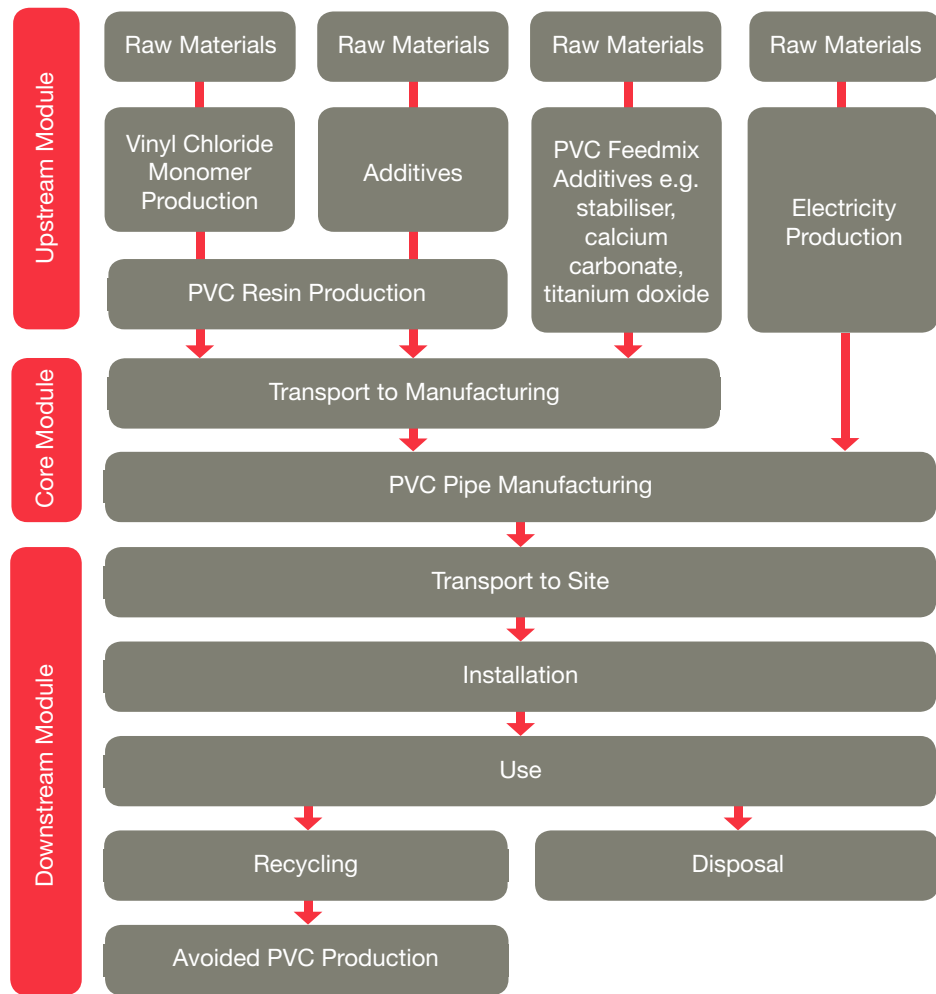 Upstream Module
Raw Materials
Raw Materials
Raw Materials
Raw Materials
Vinyl Chloride
Monomer
Production
Additives
PVC Feedmix
Additives e.g.
stabiliser,
calcium
carbonate,
titanium doxide
Electricity
Production
PVC Resin Production
Core Module
Transport to Manufacturing
PVC Pipe Manufacturing
Downstream Module
Transport to Site
Installation
Use
Recycling
Disposal
Avoided PVC Production